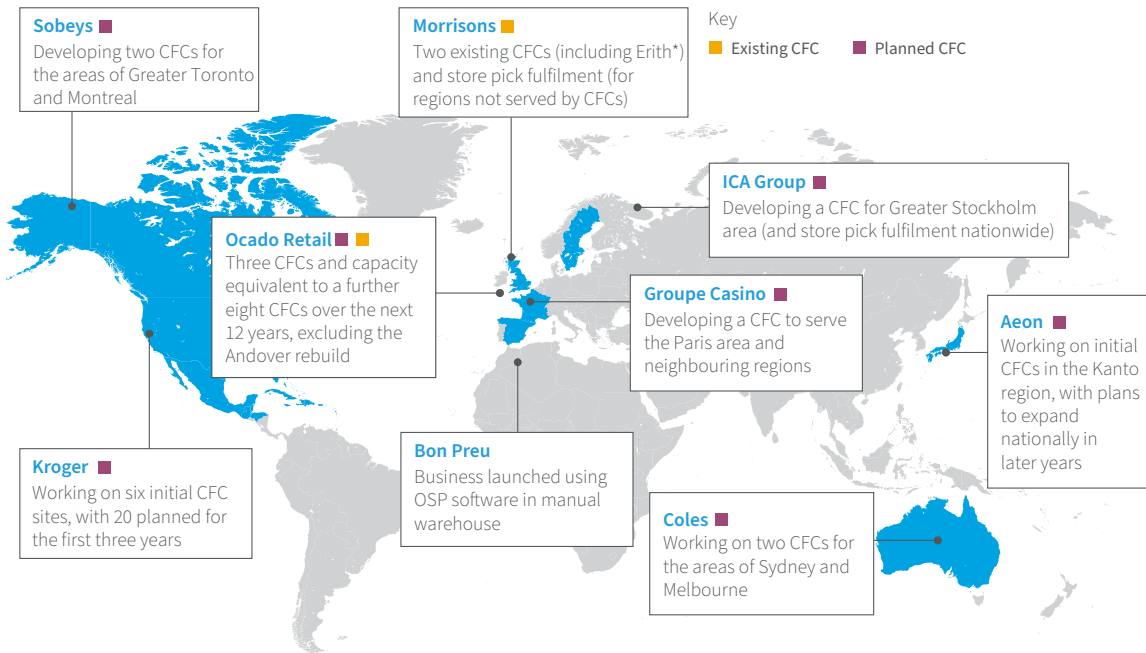 Sobeys
Developing two CFCs for
the areas of Greater Toronto
and Montreal
Morrisons
Two existing CFCs (including Erith*)
and store pick fulfilment (for
regions not served by CFCs)
Key
Existing CFC
Planned CFC
ICA Group
Developing a CFC for Greater Stockholm
area (and store pick fulfilment nationwide)
Ocado Retail
Three CFCs and capacity
equivalent to a further
eight CFCs over the next
12 years, excluding the
Andover rebuild
Groupe Casino
Developing a CFC to serve
the Paris area and
neighbouring regions
Aeon
Working on initial
CFCs in the Kanto
region, with plans
to expand
nationally in
later years
Kroger
Working on six initial CFC
sites, with 20 planned for
the first three years
Bon Preu
Business launched using
OSP software in manual
warehouse
Coles
Working on two CFCs for
the areas of Sydney and
Melbourne